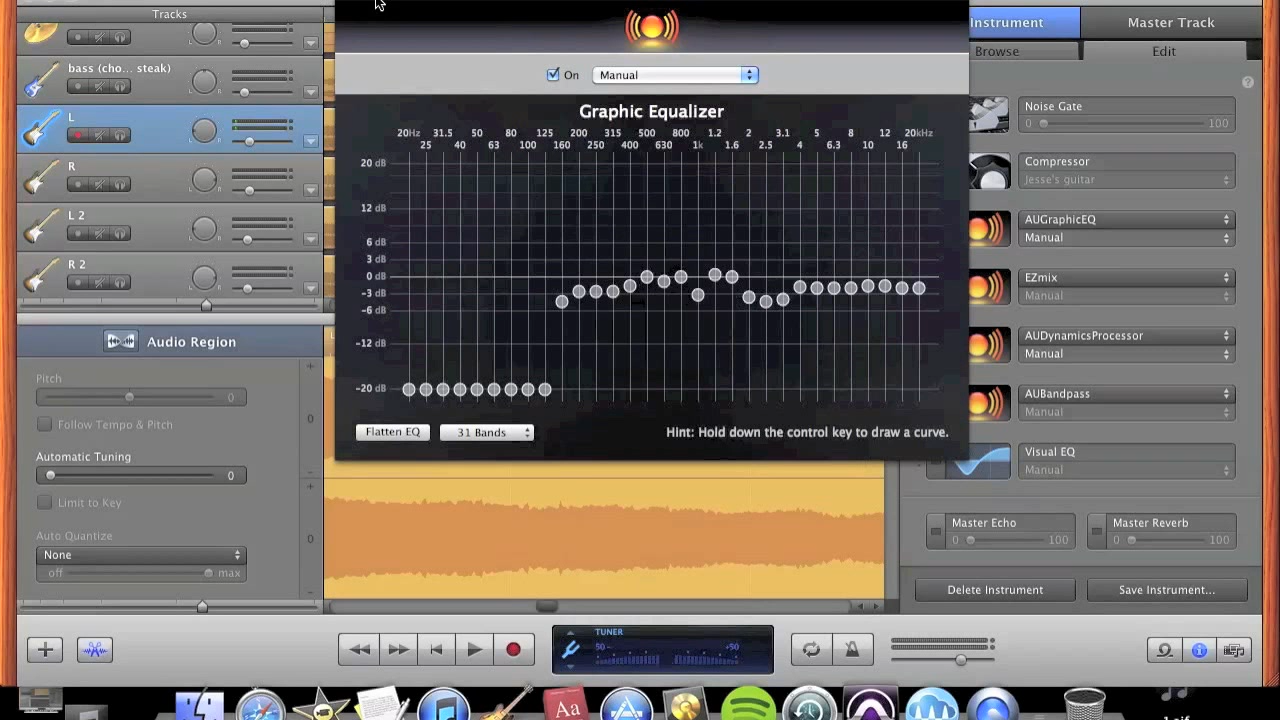 Tracks
bass (cho... steak)
L
R
L 2
R 2
Audio Region
Pitch
0
Follow Tempo & Pitch
Automatic Tuning
0
Limit to Key
Auto Quantize
None
off max
+
0
-
+
0
-
On
Manual
Graphic Equalizer
20Hz 31.5 50 80 125 200 315 500 800 1.2 2 3.1 5 8 12 20kHz
25 40 63 100 160 250 400 630 1k 1.6 2.5 4 6.3 10 16
20 dB
12 dB
6 dB
3 dB
0 dB
-3 dB
-6 dB
-12 dB
-20 dB
Flatten EQ
31 Bands
Hint: Hold down the control key to draw a curve.
Instrument
Master Track
Browse
Edit
?
Noise Gate
0 100
Compressor
Jesse's guitar
AUGraphicEQ
Manual
EZmix
Manual
AUDynamicsProcessor
Manual
AUBandpass
Manual
Visual EQ
Manual
Master Echo
0 100
Master Reverb
0 100
Delete Instrument
Save Instrument...
TUNER
50- +50
Aa